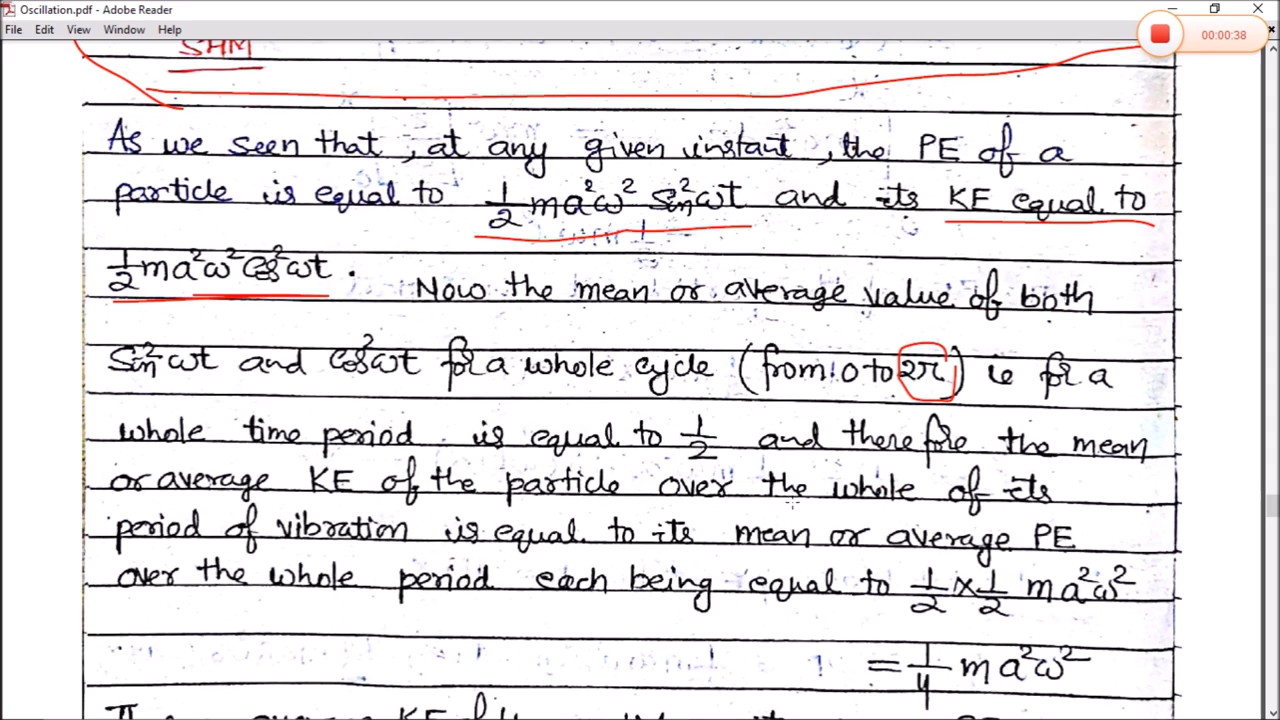 Oscillation.pdf - Adobe Reader
File Edit View Window Help
00:00:38
SHM
As we seen that, at any given instant, the PE of a
particle is equal to 1/2 ma²ω² sin²ωt and its KE equal to
1/2 ma²ω² cos²ωt. Now the mean or average value of both
sin²ωt and cos²ωt for a whole cycle (from 0 to 2π) ie for a
whole time period is equal to 1/2 and therefore the mean
or average KE of the particle over the whole of its
period of vibration is equal to its mean or average PE
over the whole period each being equal to 1/2 × 1/2 ma²ω²
= 1/4 ma²ω²